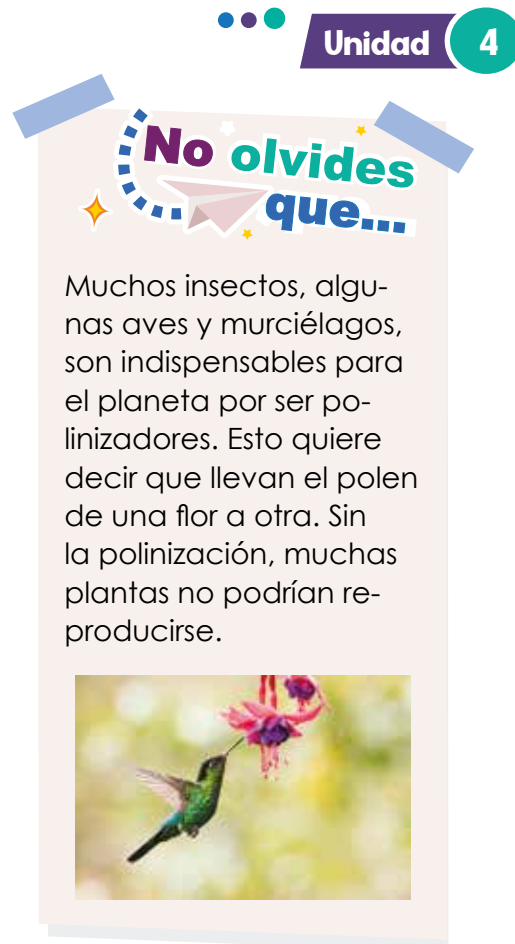 Unidad 4
No olvides
que...
Muchos insectos, algu-
nas aves y murciélagos,
son indispensables para
el planeta por ser po-
linizadores. Esto quiere
decir que llevan el polen
de una flor a otra. Sin
la polinización, muchas
plantas no podrían re-
producirse.